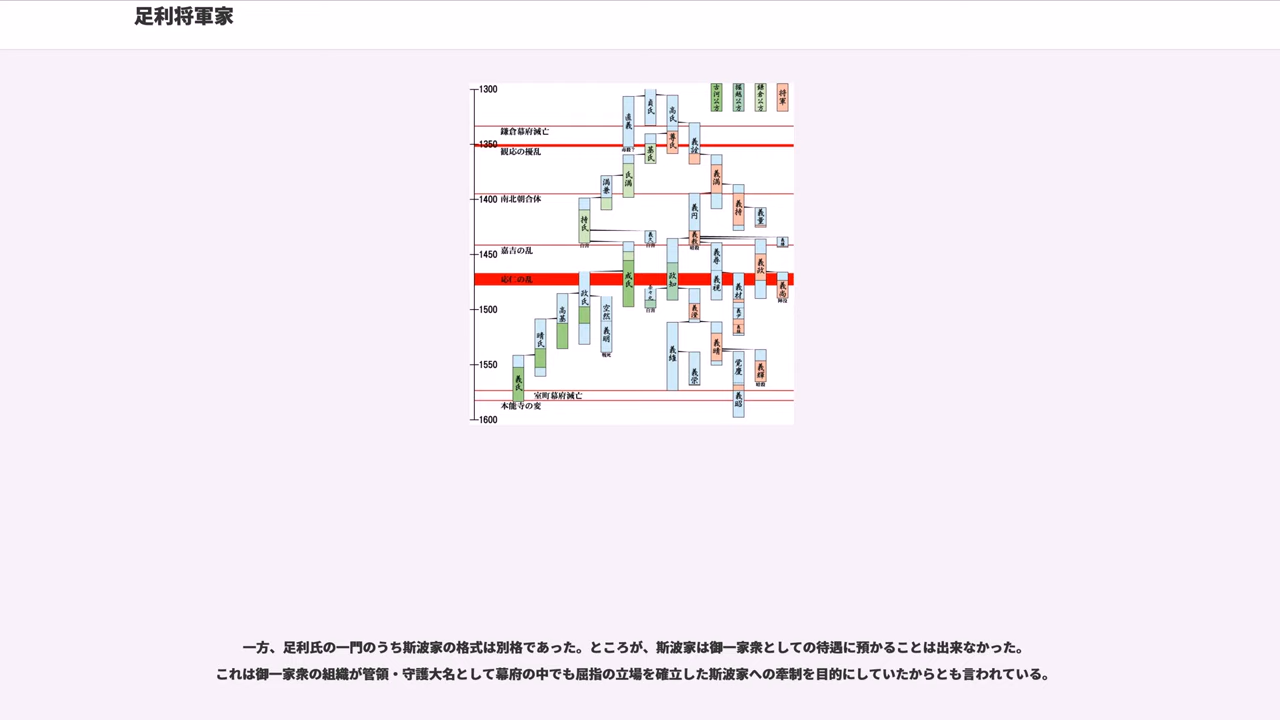 足利将軍家
1300
1350
1400
1450
1500
1550
1600
古河公方
堀越公方
鎌倉公方
将軍
鎌倉幕府滅亡
観応の擾乱
南北朝合体
嘉吉の乱
応仁の乱
室町幕府滅亡
本能寺の変
直義
貞氏
高氏
尊氏
基氏
義詮
氏満
満兼
義満
義持
義量
持氏
義円
義教
成氏
政知
義尋
義視
義政
義尚
義材
政氏
高基
空然
義明
晴氏
義澄
義維
義晴
義栄
覚慶
義輝
義氏
義昭
一方、足利氏の一門のうち斯波家の格式は別格であった。ところが、斯波家は御一家衆としての待遇に預かることは出来なかった。
これは御一家衆の組織が管領・守護大名として幕府の中でも屈指の立場を確立した斯波家への牽制を目的にしていたからとも言われている。